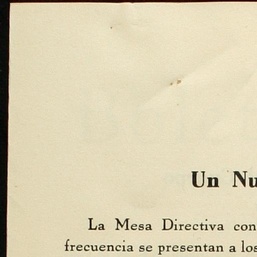 Un Nu
La Mesa Directiva con
frecuencia se presentan a los